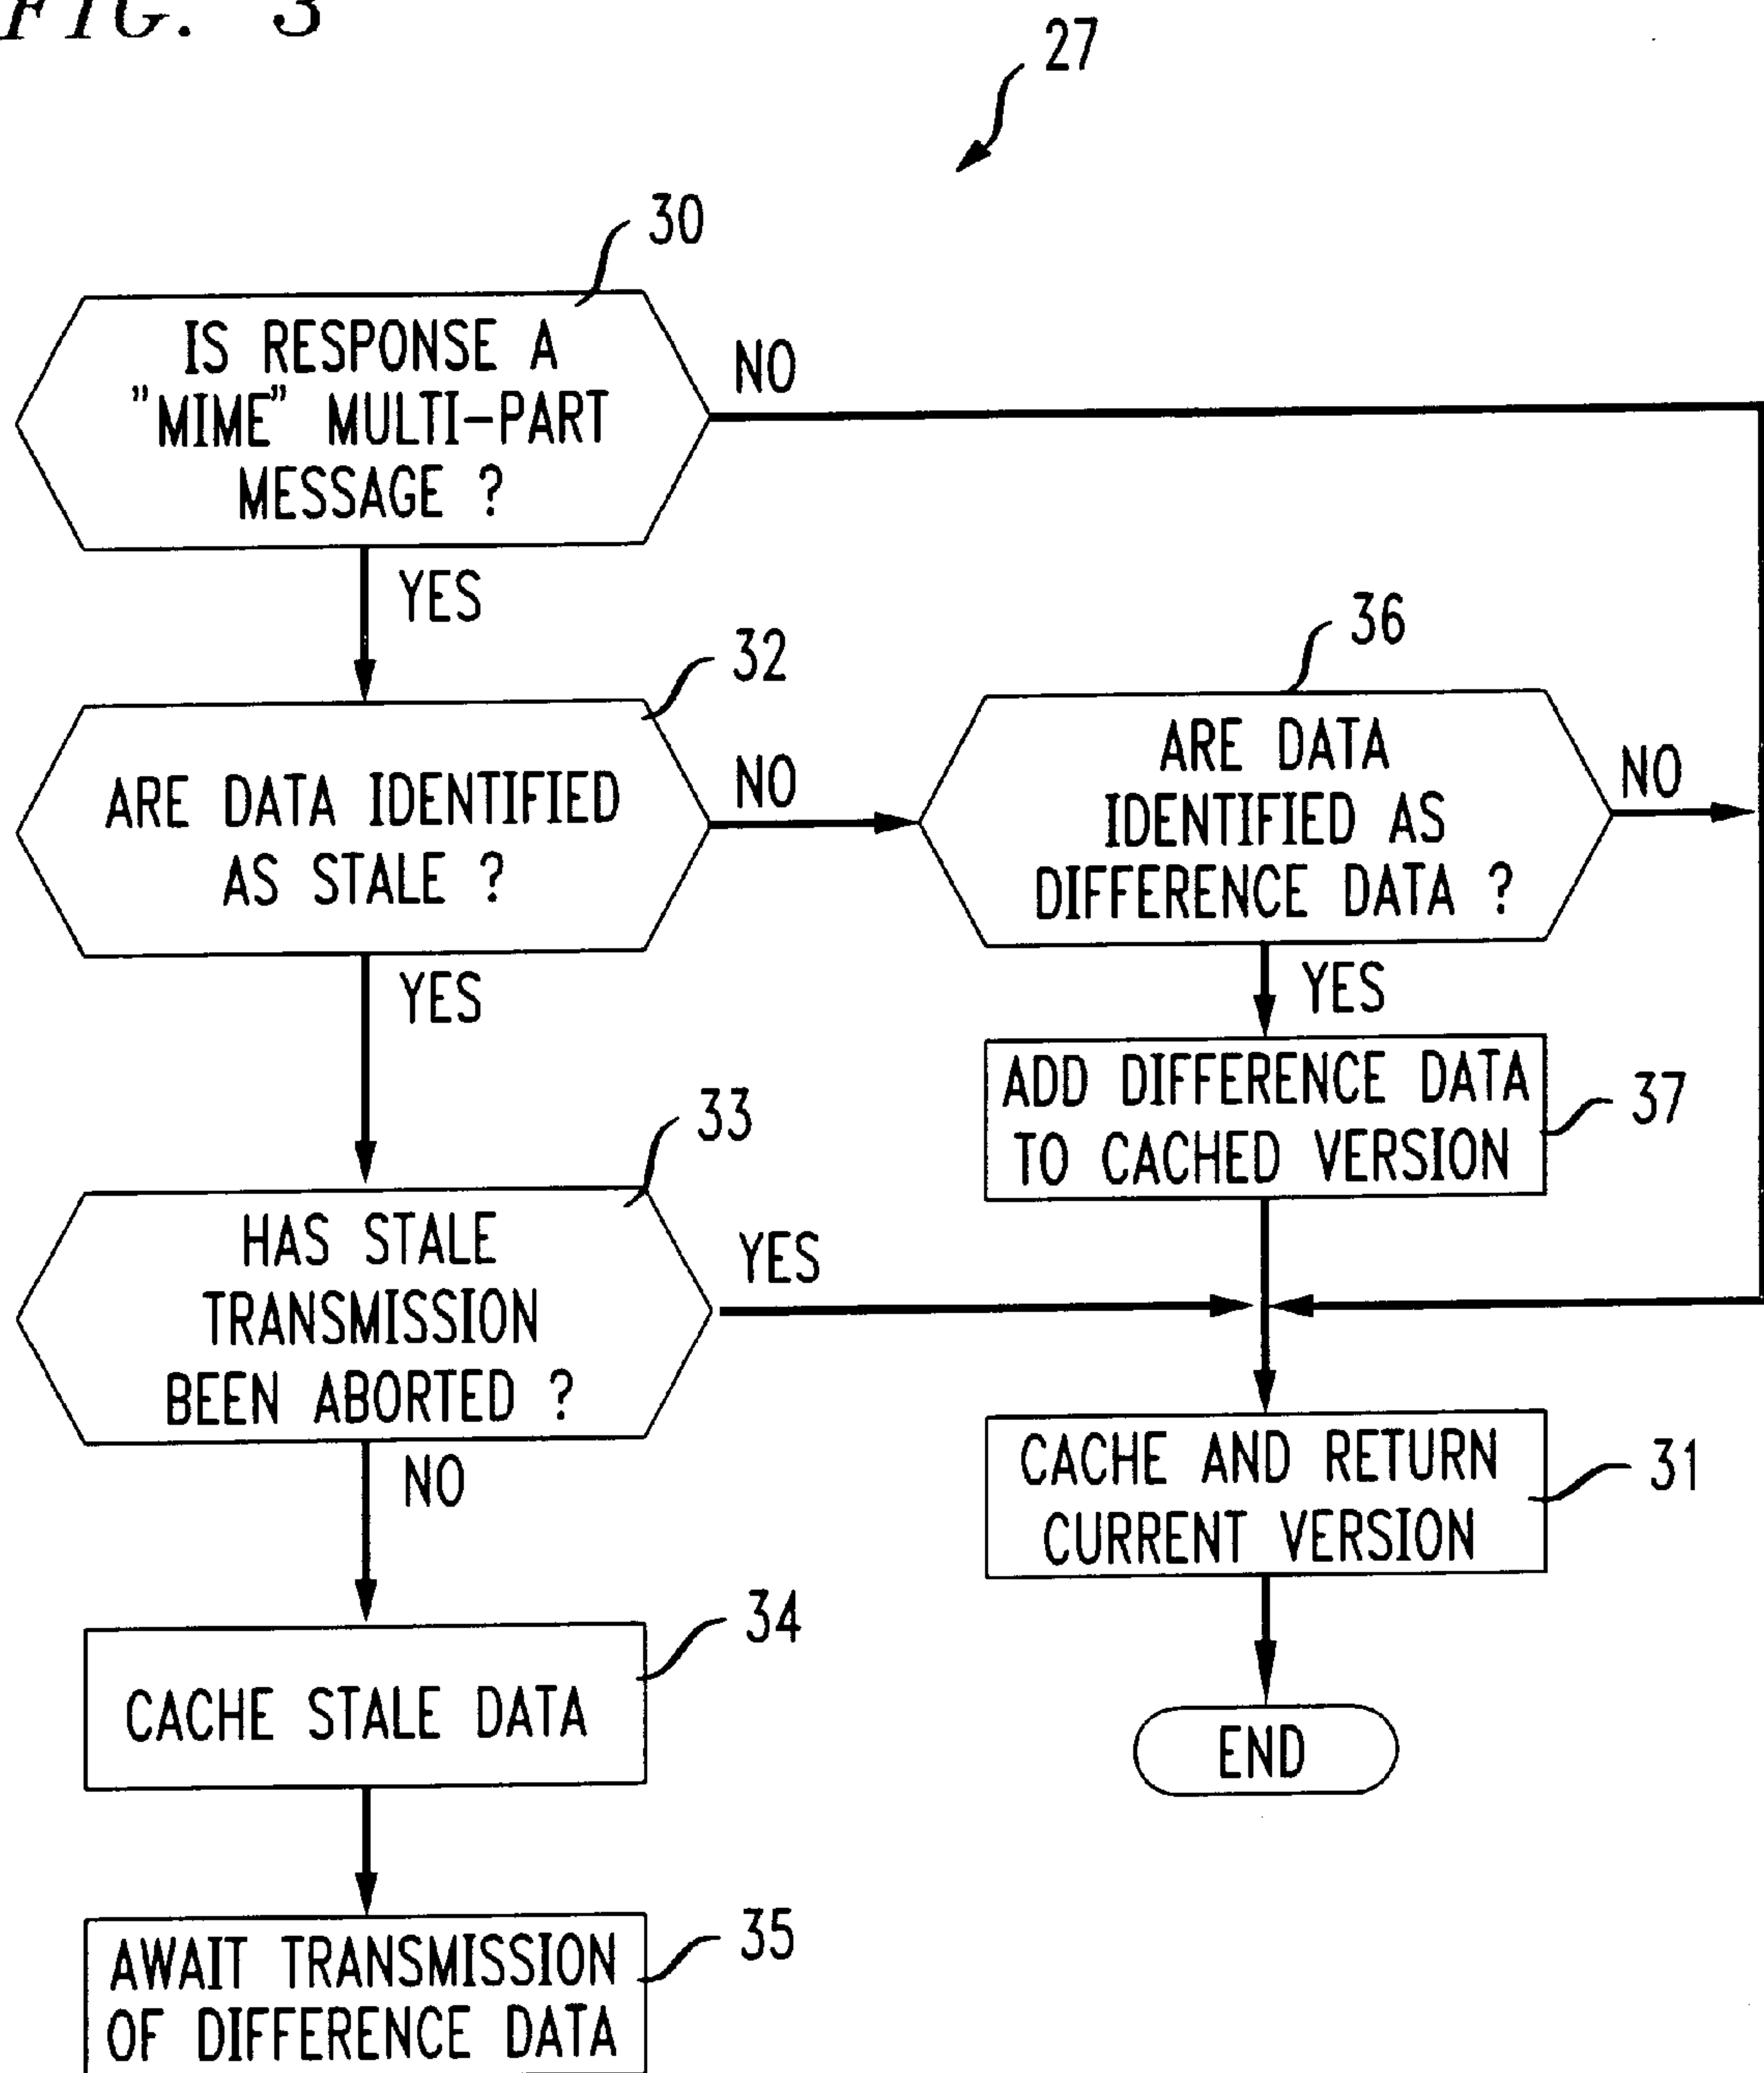 FIG. 3
27
30
IS RESPONSE A
"MIME" MULTI-PART
MESSAGE ?
NO
YES
32
ARE DATA IDENTIFIED
AS STALE ?
NO
YES
36
ARE DATA
IDENTIFIED AS
DIFFERENCE DATA ?
NO
YES
ADD DIFFERENCE DATA
TO CACHED VERSION
37
33
HAS STALE
TRANSMISSION
BEEN ABORTED ?
YES
NO
CACHE AND RETURN
CURRENT VERSION
31
34
CACHE STALE DATA
END
35
AWAIT TRANSMISSION
OF DIFFERENCE DATA